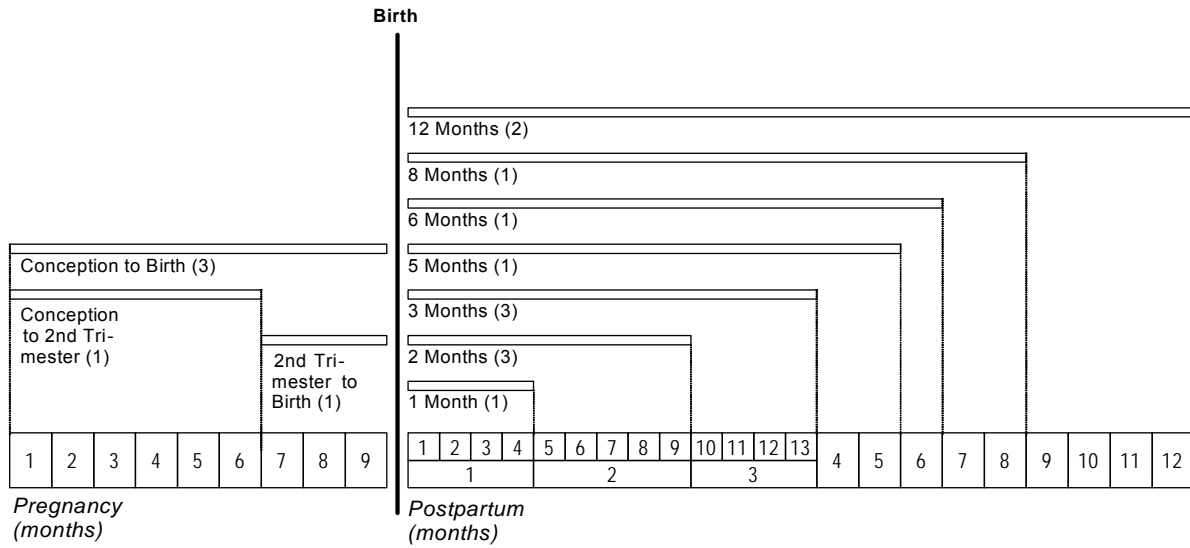 Birth
12 Months (2)
8 Months (1)
6 Months (1)
Conception to Birth (3)
5 Months (1)
Conception
to 2nd Tri-
mester (1)
3 Months (3)
2nd Tri-
mester to
Birth (1)
2 Months (3)
1 Month (1)
1 2 3 4 5 6 7 8 9
1 2 3 4 5 6 7 8 9 10 11 12 13
1 2 3
4 5 6 7 8 9 10 11 12
Pregnancy
(months)
Postpartum
(months)